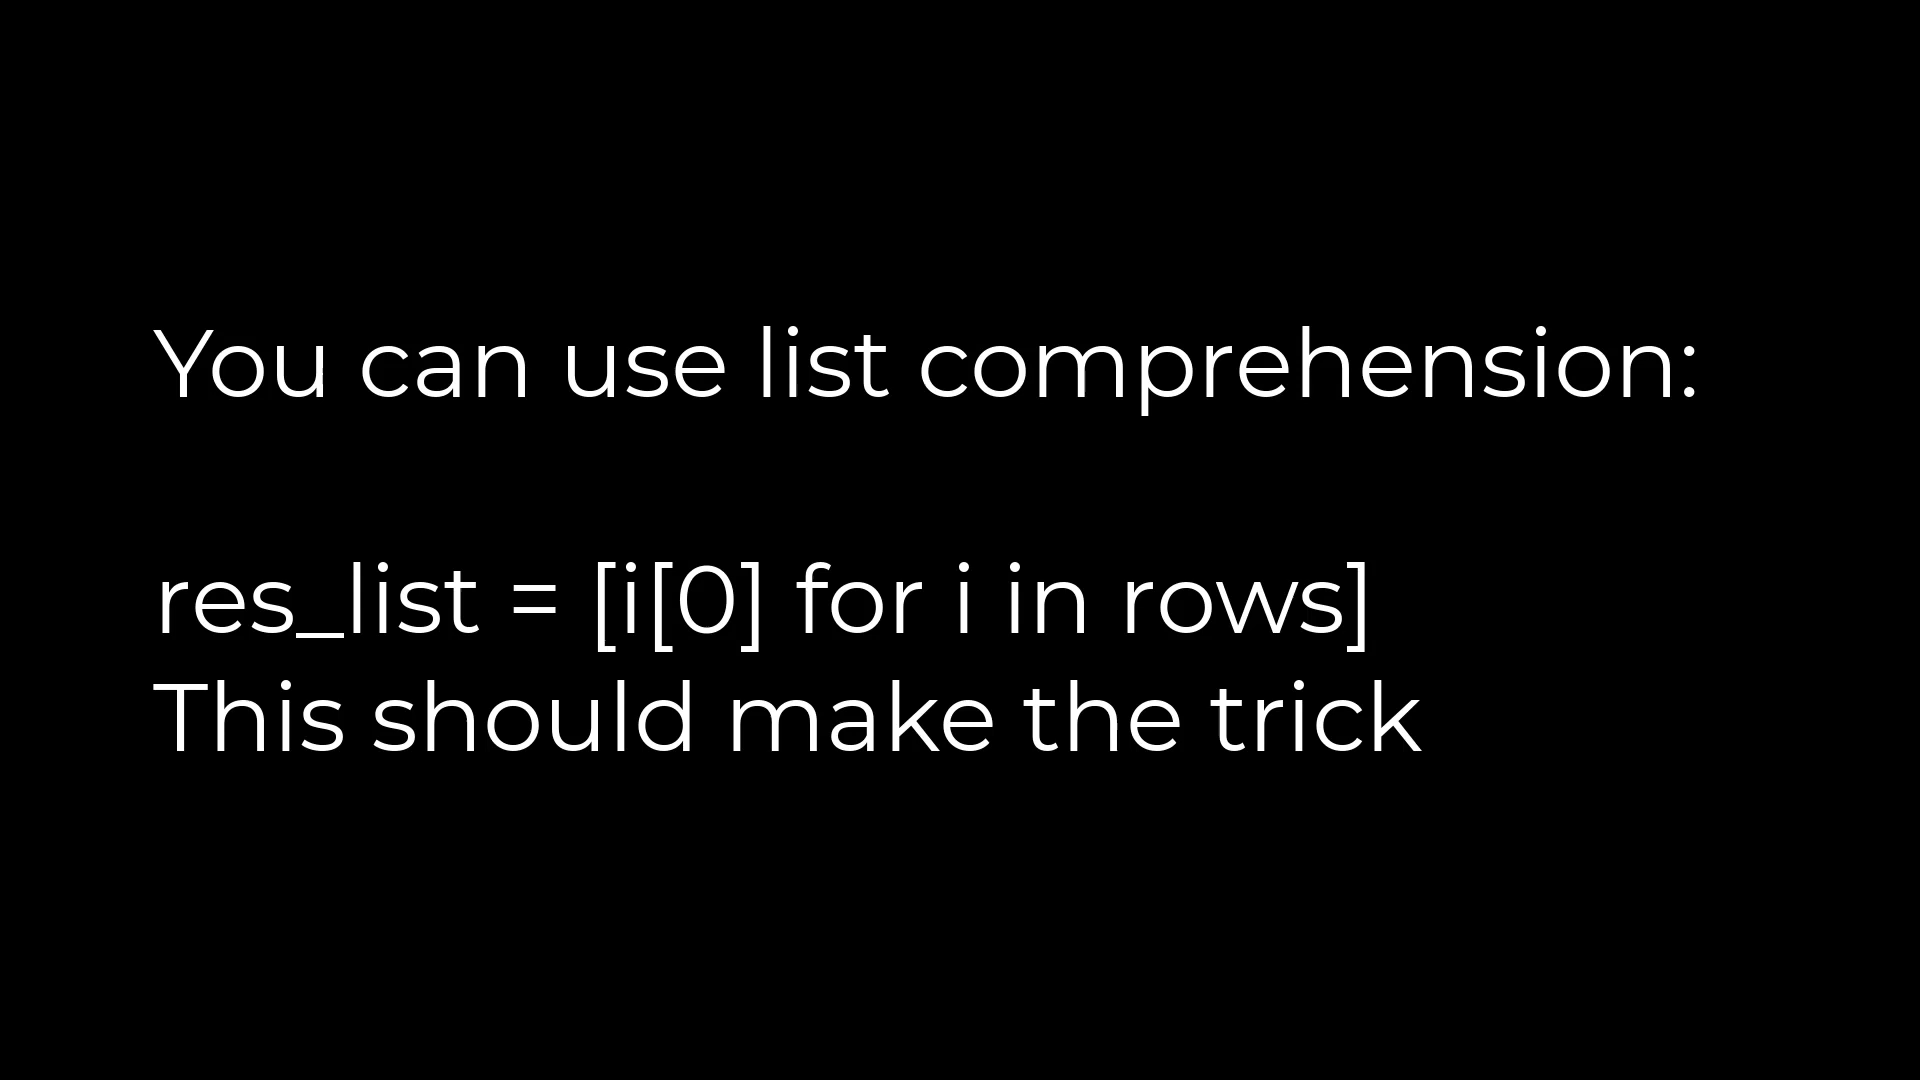 You can use list comprehension:
res_list = [i[0] for i in rows]
This should make the trick